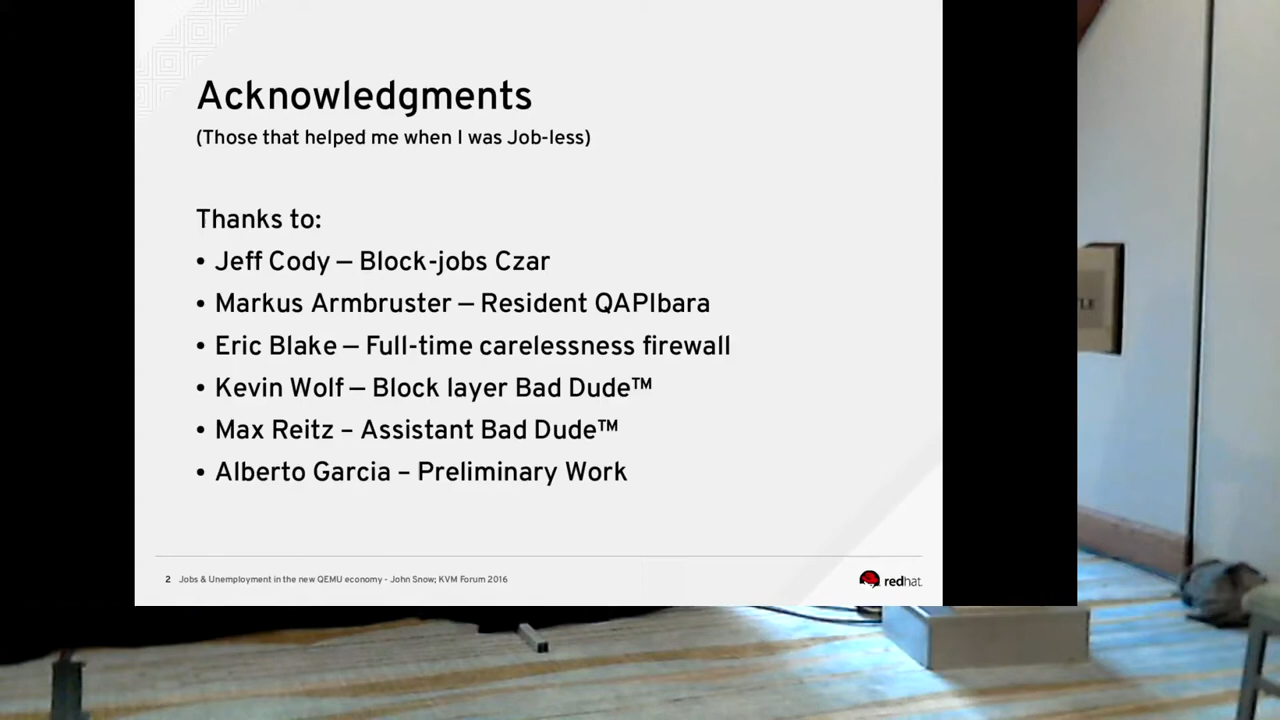 Acknowledgments
(Those that helped me when I was Job-less)
Thanks to:
• Jeff Cody — Block-jobs Czar
• Markus Armbruster — Resident QAPIbara
• Eric Blake — Full-time carelessness firewall
• Kevin Wolf — Block layer Bad Dude™
• Max Reitz – Assistant Bad Dude™
• Alberto Garcia – Preliminary Work
2 Jobs & Unemployment in the new QEMU economy - John Snow; KVM Forum 2016
redhat.